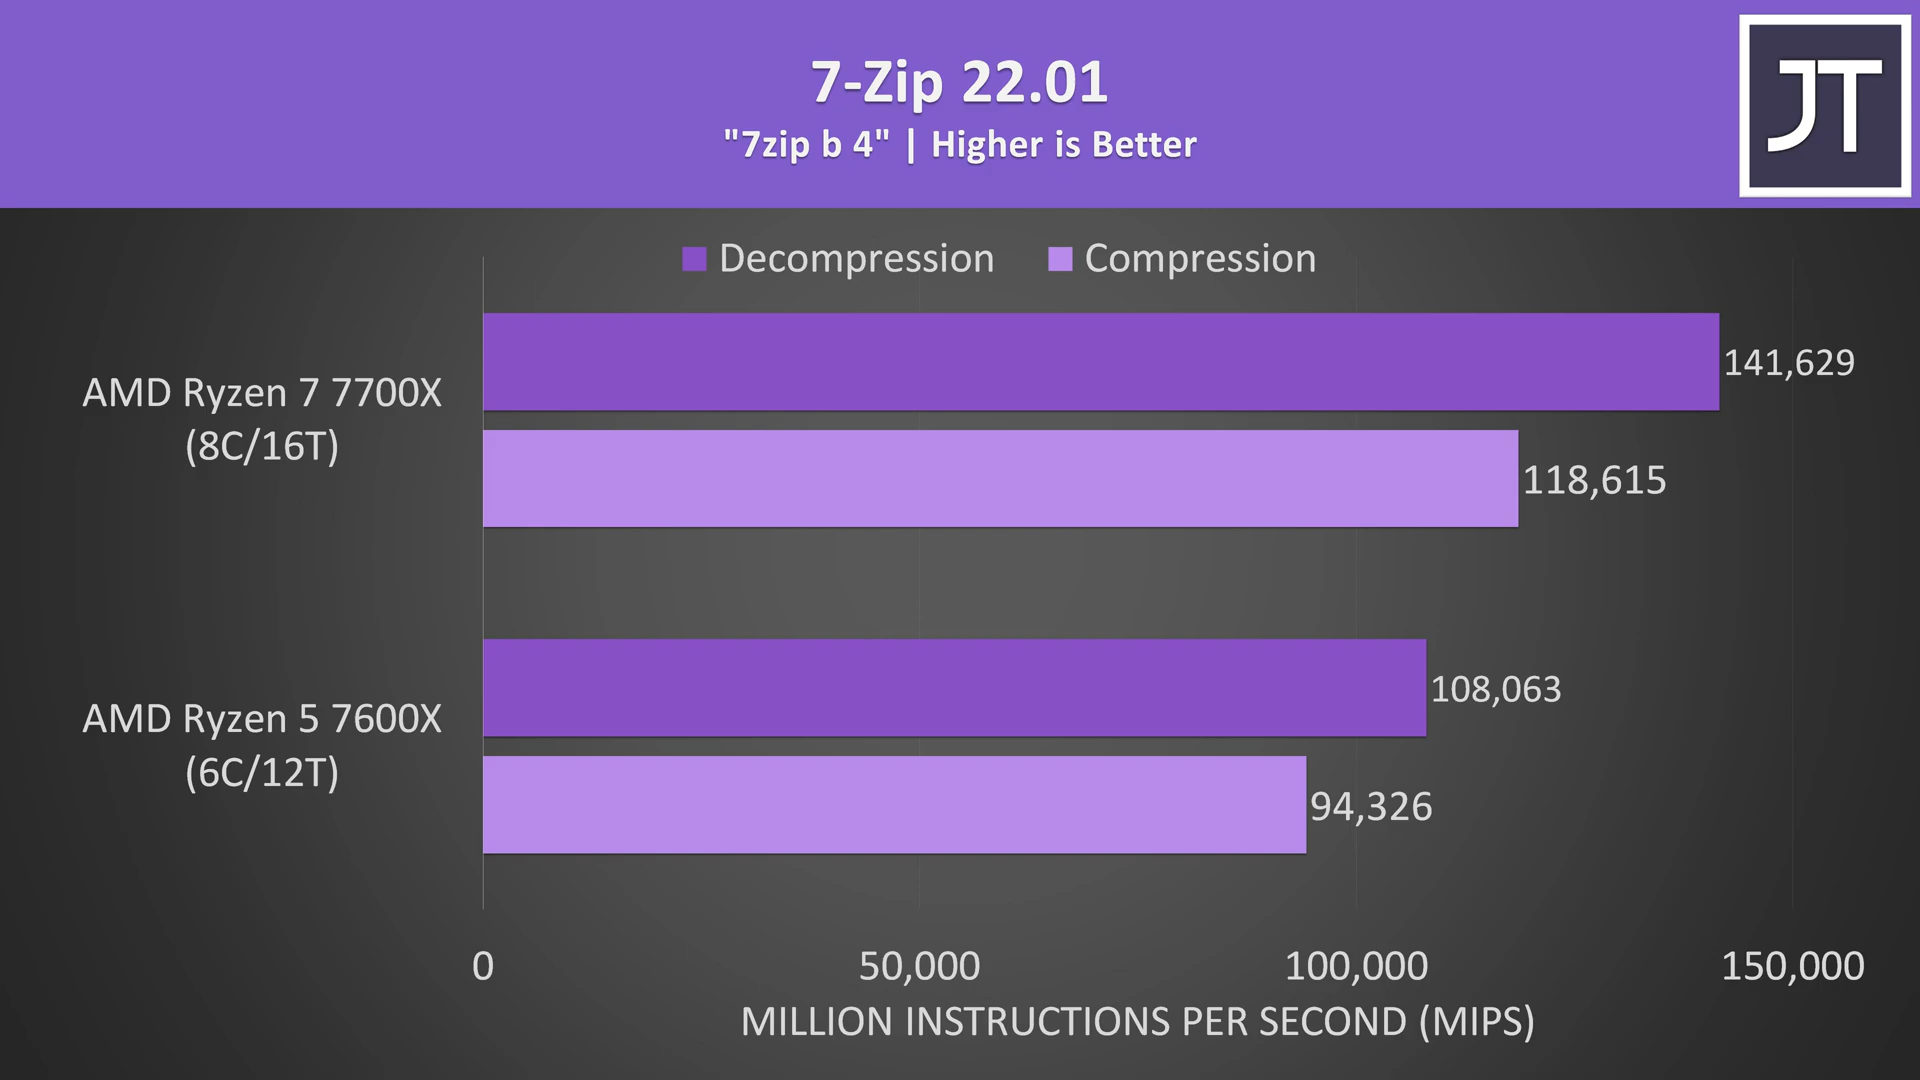 7-Zip 22.01
"7zip b 4" | Higher is Better
JT
Decompression
Compression
AMD Ryzen 7 7700X
(8C/16T)
141,629
118,615
AMD Ryzen 5 7600X
(6C/12T)
108,063
94,326
0
50,000
100,000
150,000
MILLION INSTRUCTIONS PER SECOND (MIPS)